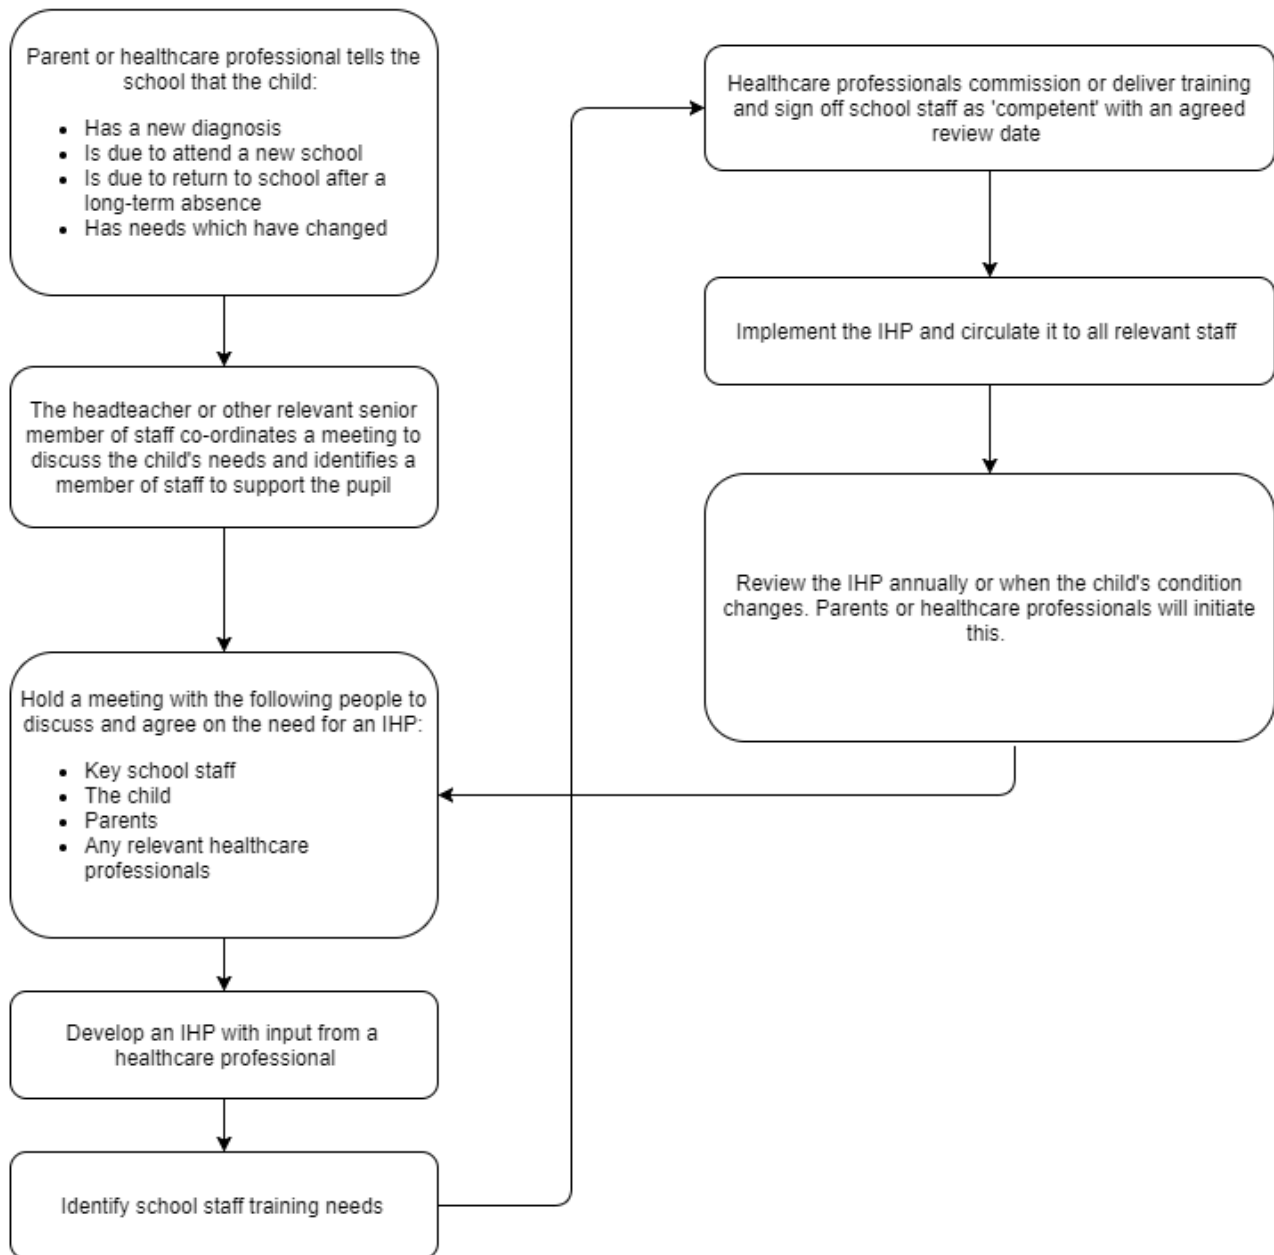 Parent or healthcare professional tells the
school that the child:
• Has a new diagnosis
• Is due to attend a new school
• Is due to return to school after a
long-term absence
• Has needs which have changed
The headteacher or other relevant senior
member of staff co-ordinates a meeting to
discuss the child's needs and identifies a
member of staff to support the pupil
Hold a meeting with the following people to
discuss and agree on the need for an IHP:
• Key school staff
• The child
• Parents
• Any relevant healthcare
professionals
Develop an IHP with input from a
healthcare professional
Identify school staff training needs
Healthcare professionals commission or deliver training
and sign off school staff as 'competent' with an agreed
review date
Implement the IHP and circulate it to all relevant staff
Review the IHP annually or when the child's condition
changes. Parents or healthcare professionals will initiate
this.